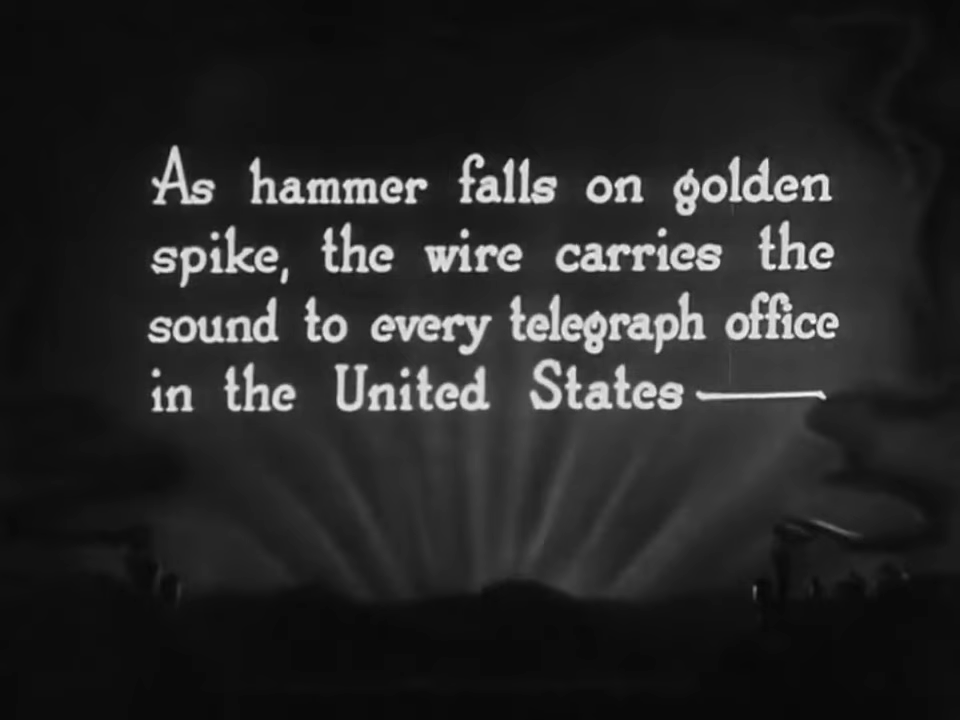 As hammer falls on golden
spike, the wire carries the
sound to every telegraph office
in the United States——